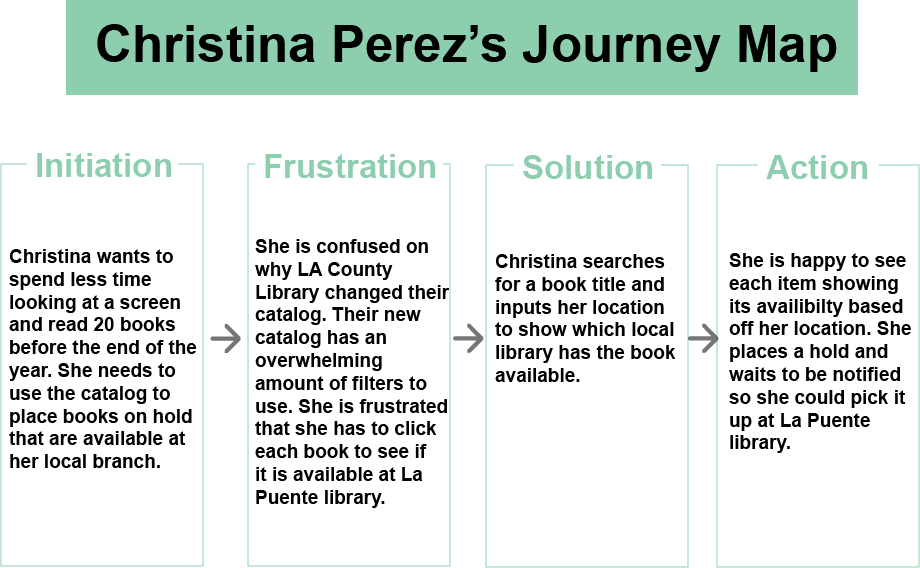 Christina Perez’s Journey Map
Initiation
Christina wants to
spend less time
looking at a screen
and read 20 books
before the end of the
year. She needs to
use the catalog to
place books on hold
that are available at
her local branch.
Frustration
She is confused on
why LA County
Library changed their
catalog. Their new
catalog has an
overwhelming
amount of filters to
use. She is frustrated
that she has to click
each book to see if
it is available at La
Puente library.
Solution
Christina searches
for a book title and
inputs her location
to show which local
library has the book
available.
Action
She is happy to see
each item showing
its availibilty based
off her location. She
places a hold and
waits to be notified
so she could pick it
up at La Puente
library.